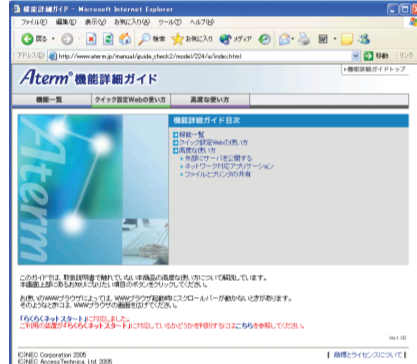 機能詳細ガイド - Microsoft Internet Explorer
ファイル(F) 編集(E) 表示(V) お気に入り(A) ツール(T) ヘルプ(H)
戻る 検索 お気に入り メディア
アドレス(D) http://www.aterm.jp/manual/guide_check2/model/224/a/index.html 移動 リンク
Aterm®機能詳細ガイド
機能詳細ガイドトップ
機能一覧 クイック設定Webの使い方 高度な使い方
機能詳細ガイド目次
機能一覧
クイック設定Webの使い方
高度な使い方
外部にサーバを公開する
ネットワーク対応アプリケーション
ファイルとプリンタの共有
Aterm
このガイドでは、取扱説明書で触れていない本商品の高度な使い方について解説しています。
本画面上部にあるお知りになりたい項目のボタンをクリックしてください。
お使いのWWWブラウザによっては、WWWブラウザ起動時にスクロールバーが動かないときが有ります。
そのようなときには、WWWブラウザの画面を広げてください。
「らくらくネットスタート」に対応しました。
ご利用の装置が「らくらくネットスタート」に対応しているかどうかを判別するにはこちらを参照してください。
Ver1.00
(C)NEC Corporation 2005
(C)NEC AccessTechnica, Ltd. 2005
商標とライセンスについて